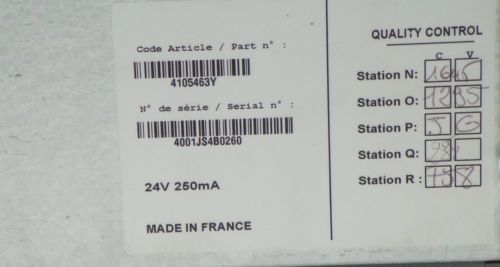 Code Article / Part n° :
4105463Y
N° de série / Serial n° :
4001JS4B0260
24V 250mA
MADE IN FRANCE
QUALITY CONTROL
C V
Station N:
Station O:
Station P:
Station Q:
Station R :